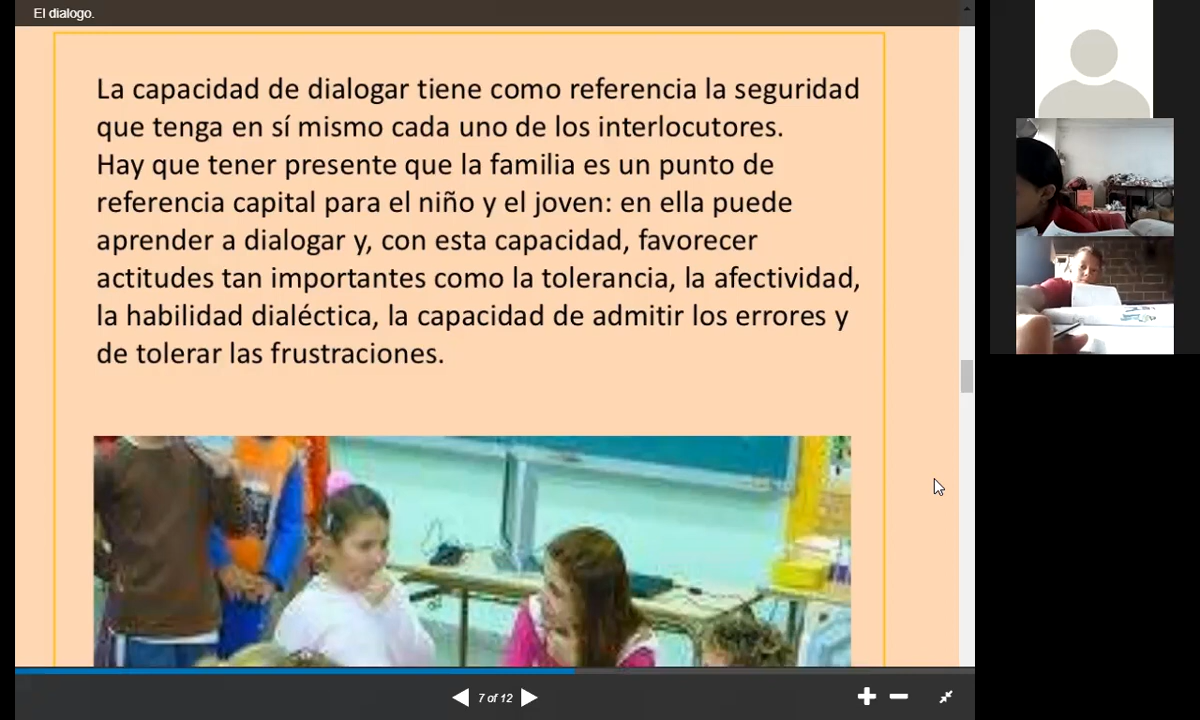 El dialogo.
La capacidad de dialogar tiene como referencia la seguridad
que tenga en sí mismo cada uno de los interlocutores.
Hay que tener presente que la familia es un punto de
referencia capital para el niño y el joven: en ella puede
aprender a dialogar y, con esta capacidad, favorecer
actitudes tan importantes como la tolerancia, la afectividad,
la habilidad dialéctica, la capacidad de admitir los errores y
de tolerar las frustraciones.
7 of 12